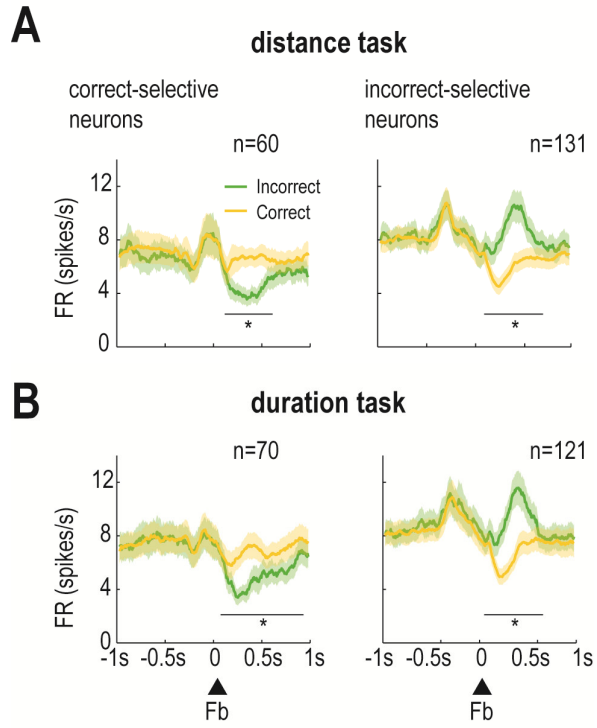 A
distance task
correct-selective
neurons
incorrect-selective
neurons
n=60
n=131
Incorrect
Correct
12
8
4
0
FR (spikes/s)
*
*
B
duration task
n=70
n=121
12
8
4
0
FR (spikes/s)
*
*
-1s -0.5s 0 0.5s 1s
-1s -0.5s 0 0.5s 1s
Fb
Fb